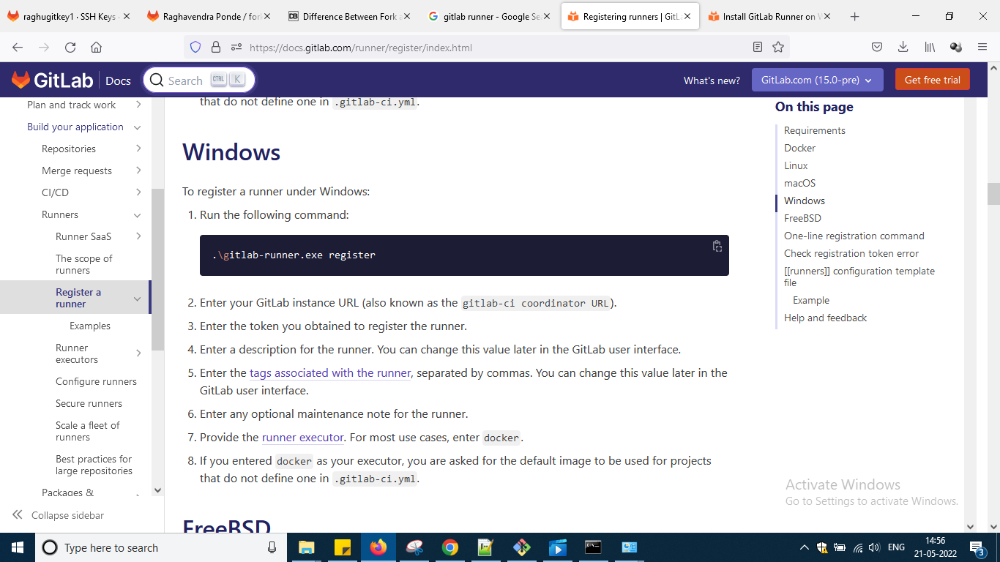 raghugitkey1 · SSH Keys ·
Raghavendra Ponde / for
Difference Between Fork a
gitlab runner - Google Se
Registering runners | GitL
Install GitLab Runner on W
https://docs.gitlab.com/runner/register/index.html
GitLab Docs
Search CTRL K
What's new?
GitLab.com (15.0-pre)
Get free trial
Plan and track work
Build your application
Repositories
Merge requests
CI/CD
Runners
Runner SaaS
The scope of
runners
Register a
runner
Examples
Runner
executors
Configure runners
Secure runners
Scale a fleet of
runners
Best practices for
large repositories
Packages &
Collapse sidebar
that do not define one in .gitlab-ci.yml.
Windows
To register a runner under Windows:
1. Run the following command:
.\gitlab-runner.exe register
2. Enter your GitLab instance URL (also known as the gitlab-ci coordinator URL).
3. Enter the token you obtained to register the runner.
4. Enter a description for the runner. You can change this value later in the GitLab user interface.
5. Enter the tags associated with the runner, separated by commas. You can change this value later in the
GitLab user interface.
6. Enter any optional maintenance note for the runner.
7. Provide the runner executor. For most use cases, enter docker.
8. If you entered docker as your executor, you are asked for the default image to be used for projects
that do not define one in .gitlab-ci.yml.
FreeBSD
On this page
Requirements
Docker
Linux
macOS
Windows
FreeBSD
One-line registration command
Check registration token error
[[runners]] configuration template
file
Example
Help and feedback
Activate Windows
Go to Settings to activate Windows.
Type here to search
ENG
14:56
21-05-2022
3